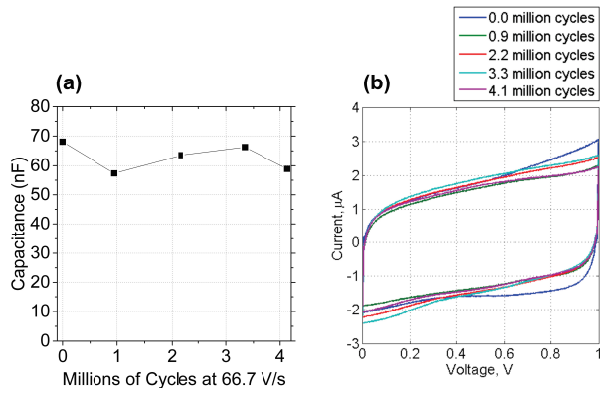 0.0 million cycles
0.9 million cycles
2.2 million cycles
3.3 million cycles
4.1 million cycles
(a)
(b)
80
70
60
50
40
30
20
10
0
Capacitance (nF)
0 1 2 3 4
Millions of Cycles at 66.7 V/s
4
3
2
1
0
-1
-2
-3
Current, µA
0 0.2 0.4 0.6 0.8 1
Voltage, V